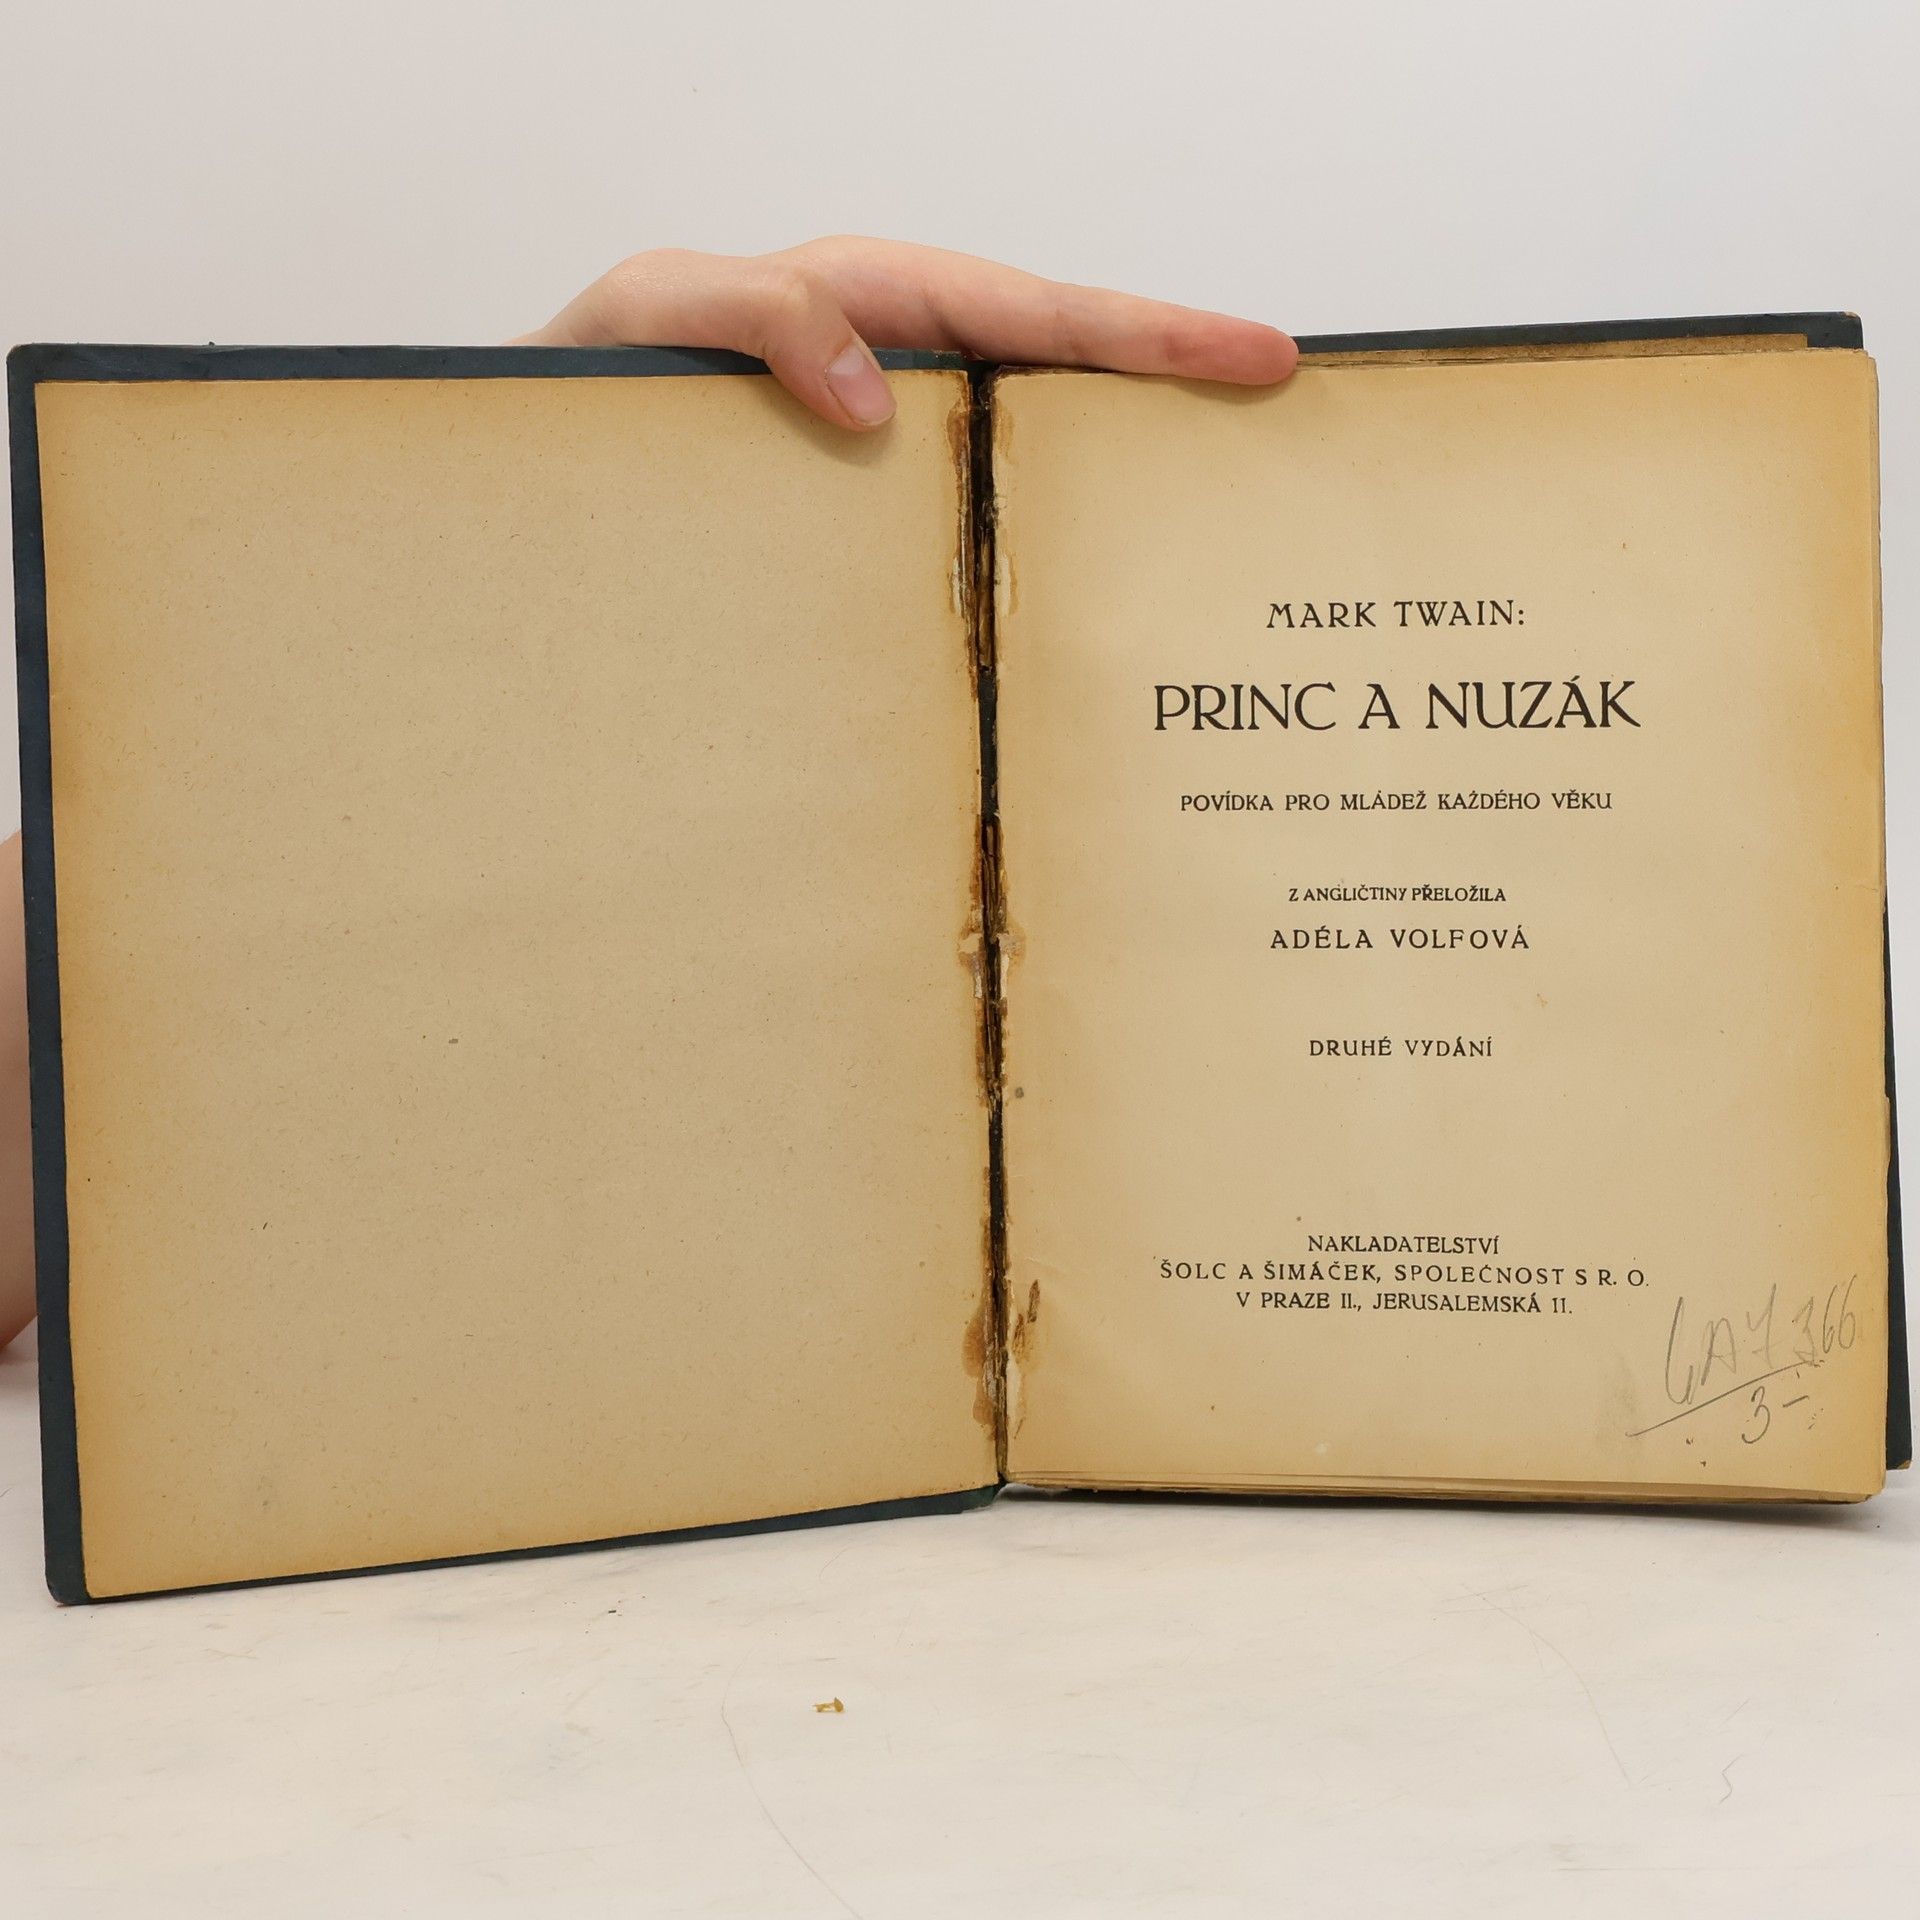 MARK TWAIN:
PRINC A NUZÁK
POVÍDKA PRO MLÁDEŽ KAŽDÉHO VĚKU
Z ANGLIČTINY PŘELOŽILA
ADÉLA VOLFOVÁ
DRUHÉ VYDÁNÍ
NAKLADATELSTVÍ
ŠOLC A ŠIMÁČEK, SPOLEČNOST S R. O.
V PRAZE II., JERUSALEMSKÁ 11.
3-